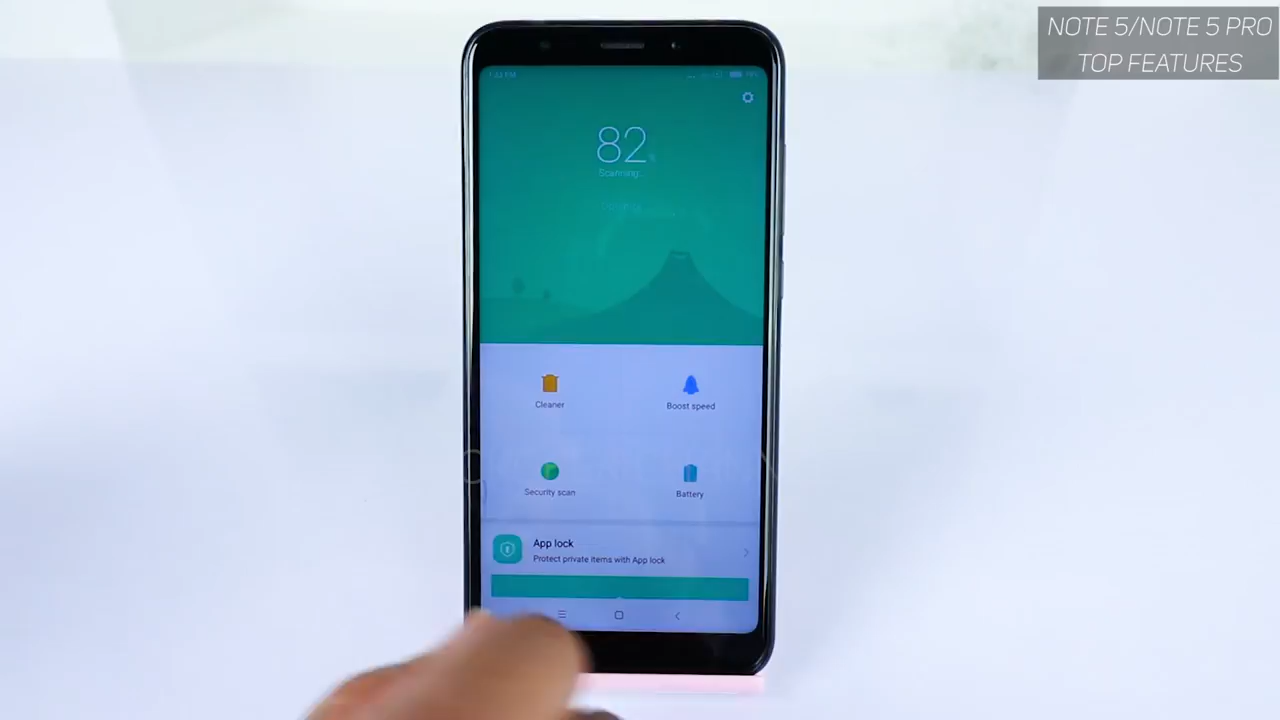 NOTE 5/NOTE 5 PRO
TOP FEATURES
82
Scanning...
Cleaner
Boost speed
Security scan
Battery
App lock
Protect private items with App lock